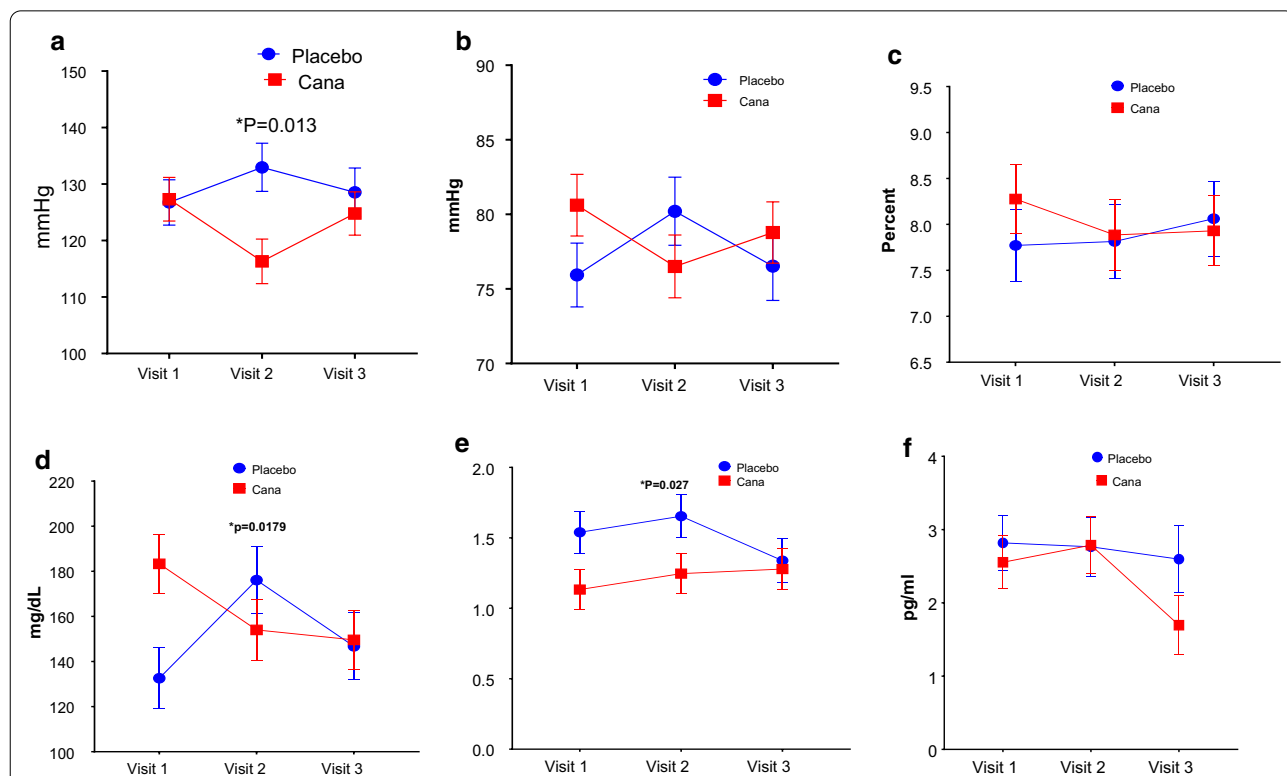 a
Placebo
Cana
*P=0.013
mmHg
150
140
130
120
110
100
Visit 1 Visit 2 Visit 3
b
Placebo
Cana
mmHg
90
85
80
75
70
Visit 1 Visit 2 Visit 3
c
Placebo
Cana
Percent
9.5
9.0
8.5
8.0
7.5
7.0
6.5
Visit 1 Visit 2 Visit 3
d
Placebo
Cana
*p=0.0179
mg/dL
220
200
180
160
140
120
100
Visit 1 Visit 2 Visit 3
e
Placebo
Cana
*P=0.027
2.0
1.5
1.0
0.5
0.0
Visit 1 Visit 2 Visit 3
f
Placebo
Cana
pg/ml
4
3
2
1
0
Visit 1 Visit 2 Visit 3